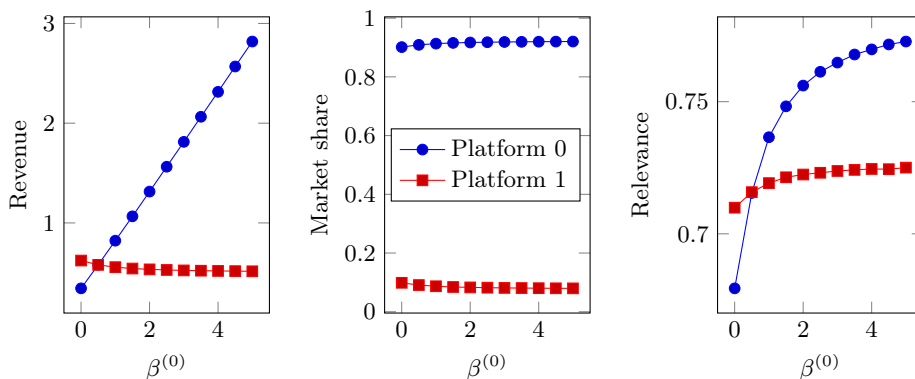 Revenue
3
2
1
0
2
4
β(0)
Market share
1
0.8
0.6
0.4
0.2
0
Platform 0
Platform 1
0
2
4
β(0)
Relevance
0.75
0.7
0
2
4
β(0)